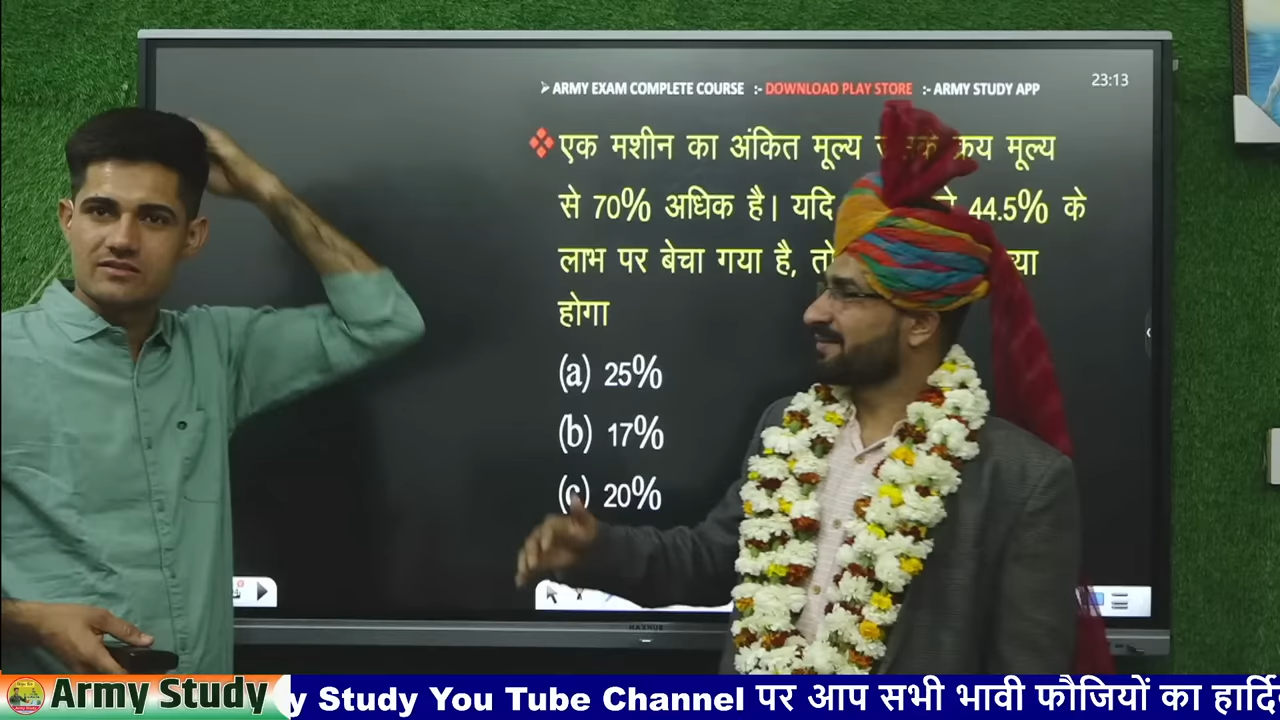 ➢ ARMY EXAM COMPLETE COURSE :- DOWNLOAD PLAY STORE :- ARMY STUDY APP
23:13
❖ एक मशीन का अंकित मूल्य क्रय मूल्य
से 70% अधिक है। यदि 44.5% के
लाभ पर बेचा गया है, तो
होगा
(a) 25%
(b) 17%
(c) 20%
Army Study
y Study You Tube Channel पर आप सभी भावी फौजियों का हार्दि